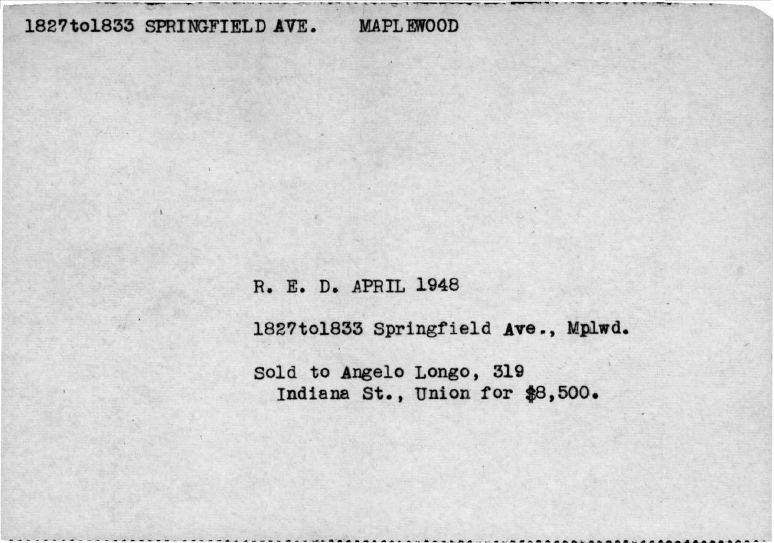 1827to1833 SPRINGFIELD AVE. MAPLEWOOD
R. E. D. APRIL 1948
1827to1833 Springfield Ave., Mplwd.
Sold to Angelo Longo, 319
Indiana St., Union for $8,500.